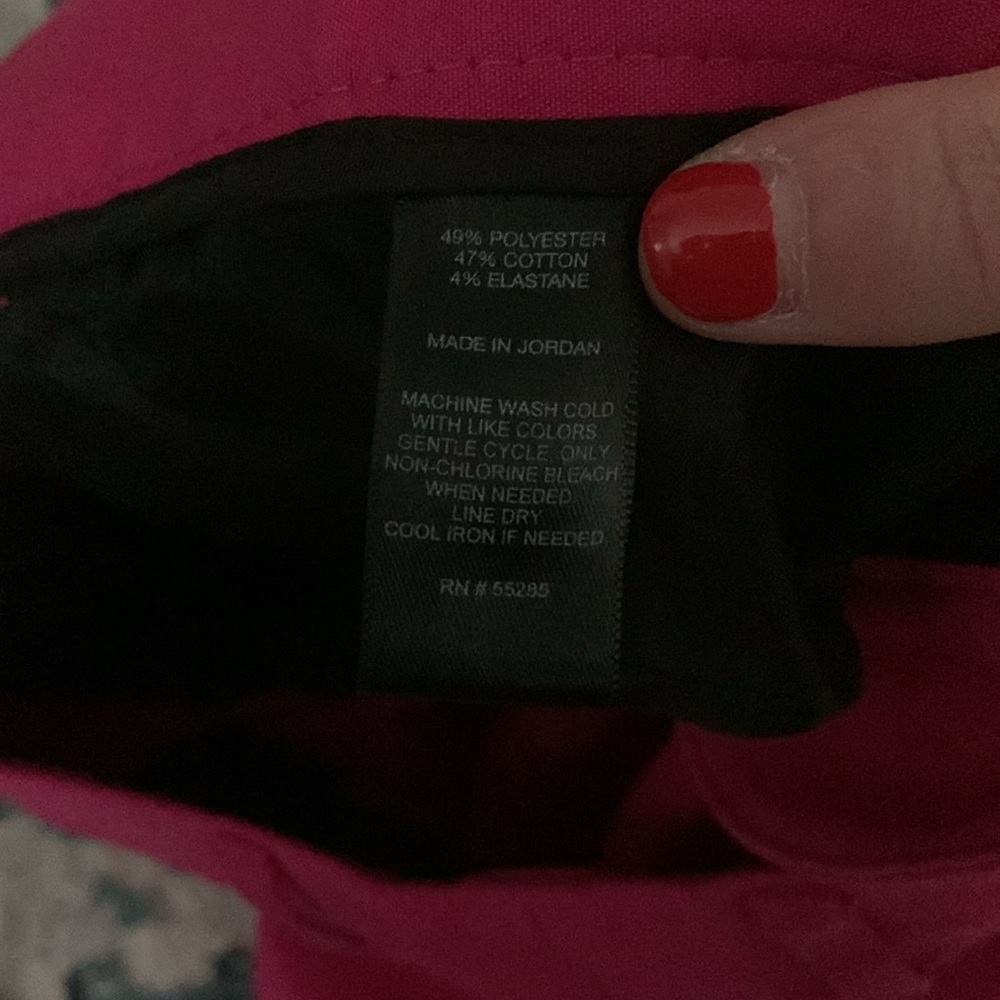 49% POLYESTER
47% COTTON
4% ELASTANE
MADE IN JORDAN
MACHINE WASH COLD
WITH LIKE COLORS
GENTLE CYCLE, ONLY
NON-CHLORINE BLEACH
WHEN NEEDED
LINE DRY
COOL IRON IF NEEDED
RN # 55285